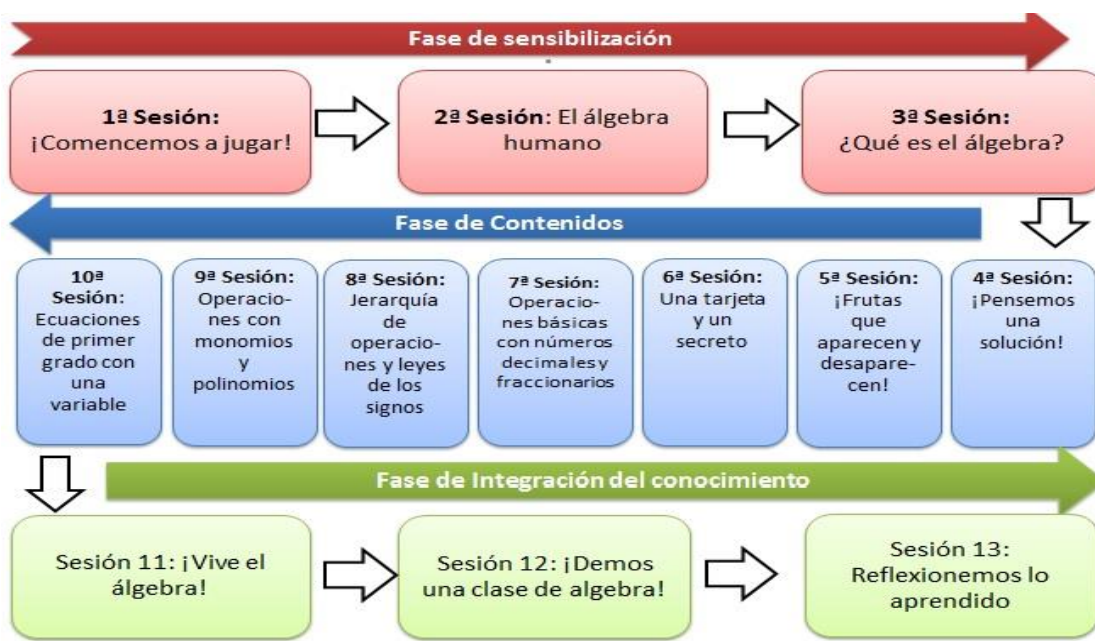 Fase de sensibilización
1ª Sesión:
¡Comencemos a jugar!
2ª Sesión: El álgebra
humano
3ª Sesión:
¿Qué es el álgebra?
Fase de Contenidos
10ª
Sesión:
Ecuaciones
de primer
grado con
una
variable
9ª Sesión:
Operacio-
nes con
monomios
y
polinomios
8ª Sesión:
Jerarquía
de
operacio-
nes y leyes
de los
signos
7ª Sesión:
Operacio-
nes básicas
con números
decimales y
fraccionarios
6ª Sesión:
Una tarjeta
y un
secreto
5ª Sesión:
¡Frutas
que
aparecen y
desapare-
cen!
4ª Sesión:
¡Pensemos
una
solución!
Fase de Integración del conocimiento
Sesión 11: ¡Vive el
álgebra!
Sesión 12: ¡Demos
una clase de algebra!
Sesión 13:
Reflexionemos lo
aprendido